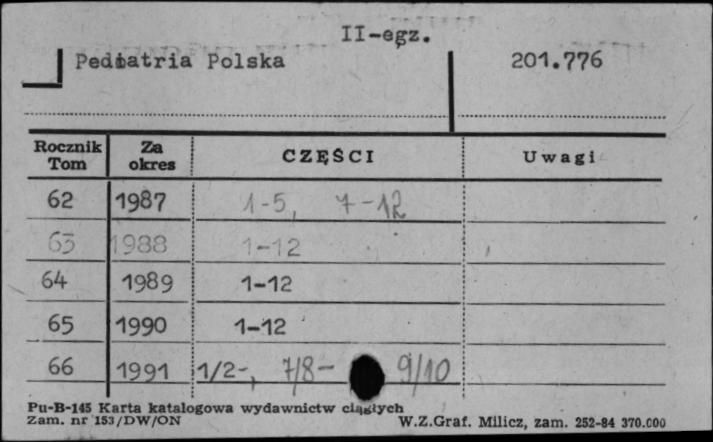 II-egz.
Pediatria Polska 201.776
Rocznik Tom Za okres CZĘŚCI Uwagi
62 1987 1-5, 7-12
63 1988 1-12
64 1989 1-12
65 1990 1-12
66 1991 1/2-, 7/8- 9/10
Pu-B-145 Karta katalogowa wydawnictw ciągłych
Zam. nr 153/DW/ON W.Z.Graf. Milicz, zam. 252-84 370.000